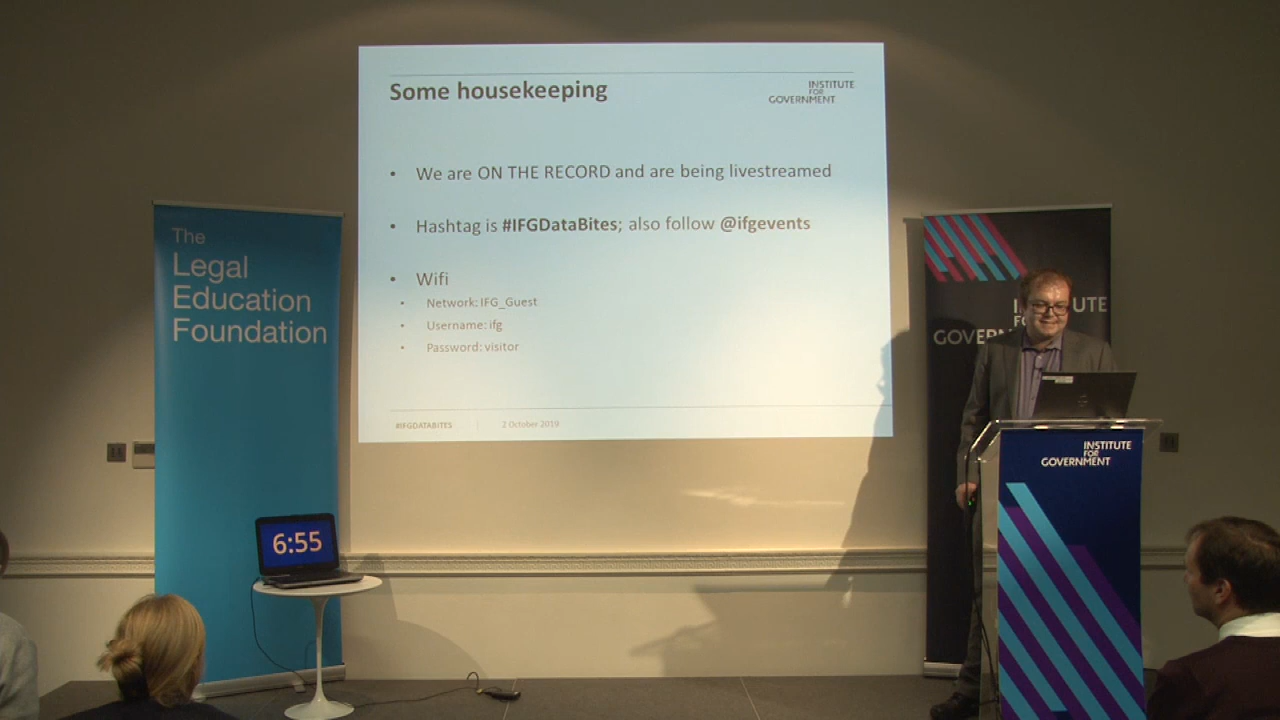 Some housekeeping
INSTITUTE
FOR
GOVERNMENT
• We are ON THE RECORD and are being livestreamed
• Hashtag is #IFGDataBites; also follow @ifgevents
• Wifi
• Network: IFG_Guest
• Username: ifg
• Password: visitor
#IFGDATABITES
2 October 2019
The
Legal
Education
Foundation
6:55
INSTITUTE
FOR
GOVERNMENT